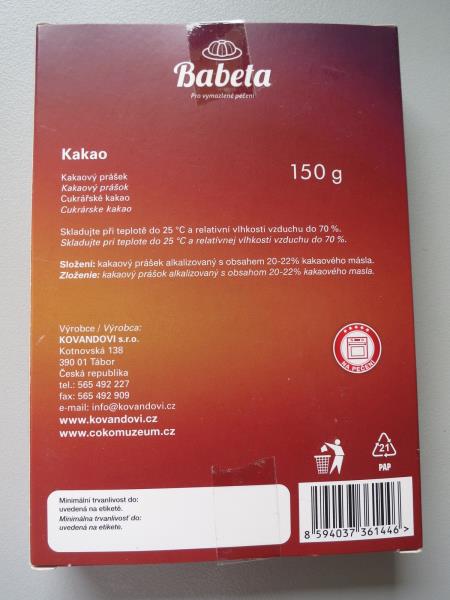 Babeta
Pro vymazlené pečení
Kakao
150 g
Kakaový prášek
Kakaový prášok
Cukrářské kakao
Cukrárske kakao
Skladujte při teplotě do 25 °C a relativní vlhkosti vzduchu do 70 %.
Skladujte pri teplote do 25 °C a relatívnej vlhkosti vzduchu do 70 %.
Složení: kakaový prášek alkalizovaný s obsahem 20-22% kakaového másla.
Zloženie: kakaový prášok alkalizovaný s obsahom 20-22% kakaového masla.
Výrobce / Výrobca:
KOVANDOVI s.r.o.
Kotnovská 138
390 01 Tábor
Česká republika
tel.: 565 492 227
fax: 565 492 909
e-mail: info@kovandovi.cz
www.kovandovi.cz
www.cokomuzeum.cz
NA PEČENÍ
21
PAP
Minimální trvanlivost do:
uvedená na etiketě.
Minimálna trvanlivosť do:
uvedená na etikete.
8 594037 361446 >